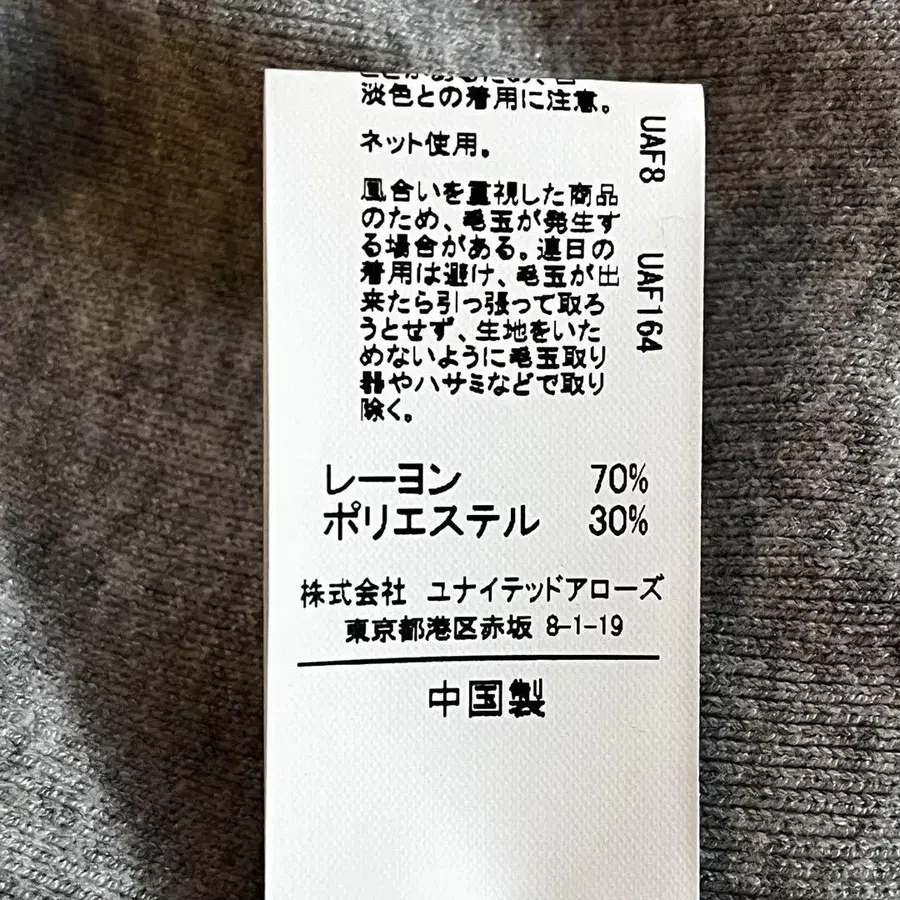 淡色との着用に注意。
ネット使用。
風合いを重視した商品
のため、毛玉が発生す
る場合がある。連日の
着用は避け、毛玉が出
来たら引っ張って取ろ
うとせず、生地をいた
めないように毛玉取り
器やハサミなどで取り
除く。
UAF8 UAF164
レーヨン 70%
ポリエステル 30%
株式会社 ユナイテッドアローズ
東京都港区赤坂 8-1-19
中国製